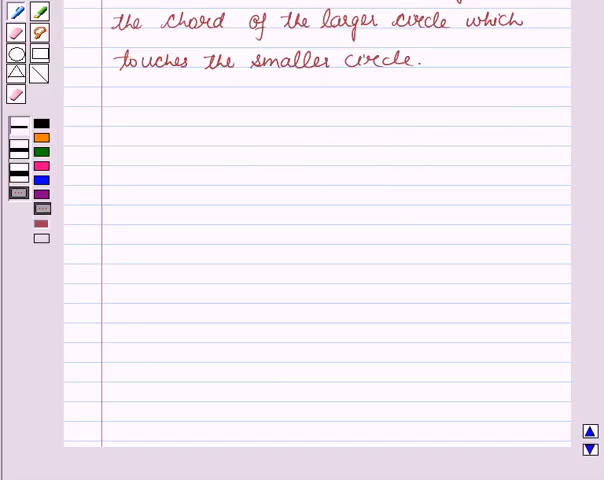 the chord of the larger circle which
touches the smaller circle.